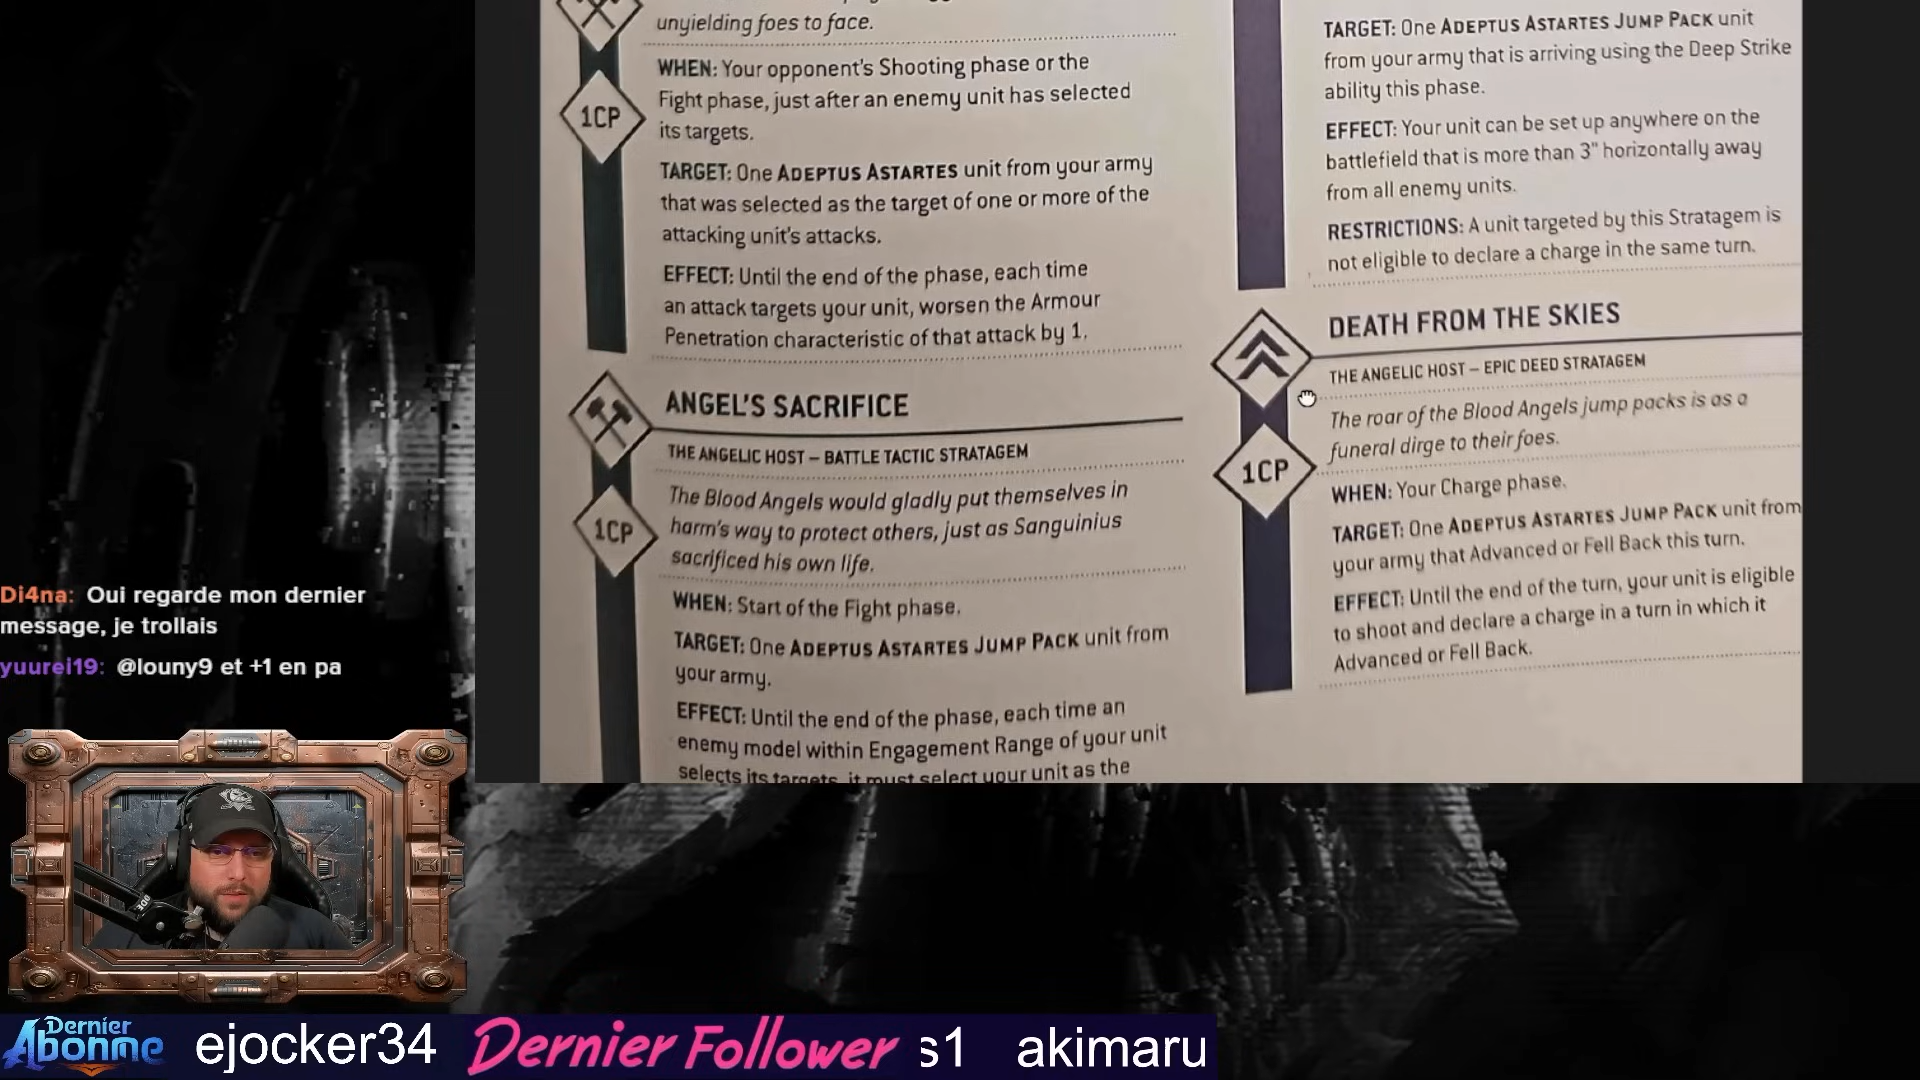 unyielding foes to face.
WHEN: Your opponent's Shooting phase or the
Fight phase, just after an enemy unit has selected
its targets.
1CP
TARGET: One ADEPTUS ASTARTES unit from your army
that was selected as the target of one or more of the
attacking unit's attacks.
EFFECT: Until the end of the phase, each time
an attack targets your unit, worsen the Armour
Penetration characteristic of that attack by 1.
ANGEL'S SACRIFICE
THE ANGELIC HOST – BATTLE TACTIC STRATAGEM
The Blood Angels would gladly put themselves in
harm's way to protect others, just as Sanguinius
sacrificed his own life.
1CP
WHEN: Start of the Fight phase.
TARGET: One ADEPTUS ASTARTES JUMP PACK unit from
your army.
EFFECT: Until the end of the phase, each time an
enemy model within Engagement Range of your unit
selects its targets, it must select your unit as the
TARGET: One ADEPTUS ASTARTES JUMP PACK unit
from your army that is arriving using the Deep Strike
ability this phase.
EFFECT: Your unit can be set up anywhere on the
battlefield that is more than 3" horizontally away
from all enemy units.
RESTRICTIONS: A unit targeted by this Stratagem is
not eligible to declare a charge in the same turn.
DEATH FROM THE SKIES
THE ANGELIC HOST – EPIC DEED STRATAGEM
The roar of the Blood Angels jump packs is as a
funeral dirge to their foes.
1CP
WHEN: Your Charge phase.
TARGET: One ADEPTUS ASTARTES JUMP PACK unit from
your army that Advanced or Fell Back this turn.
EFFECT: Until the end of the turn, your unit is eligible
to shoot and declare a charge in a turn in which it
Advanced or Fell Back.
Di4na: Oui regarde mon dernier
message, je trollais
yuurei19: @louny9 et +1 en pa
Dernier
Abonné
ejocker34
Dernier Follower
s1 akimaru